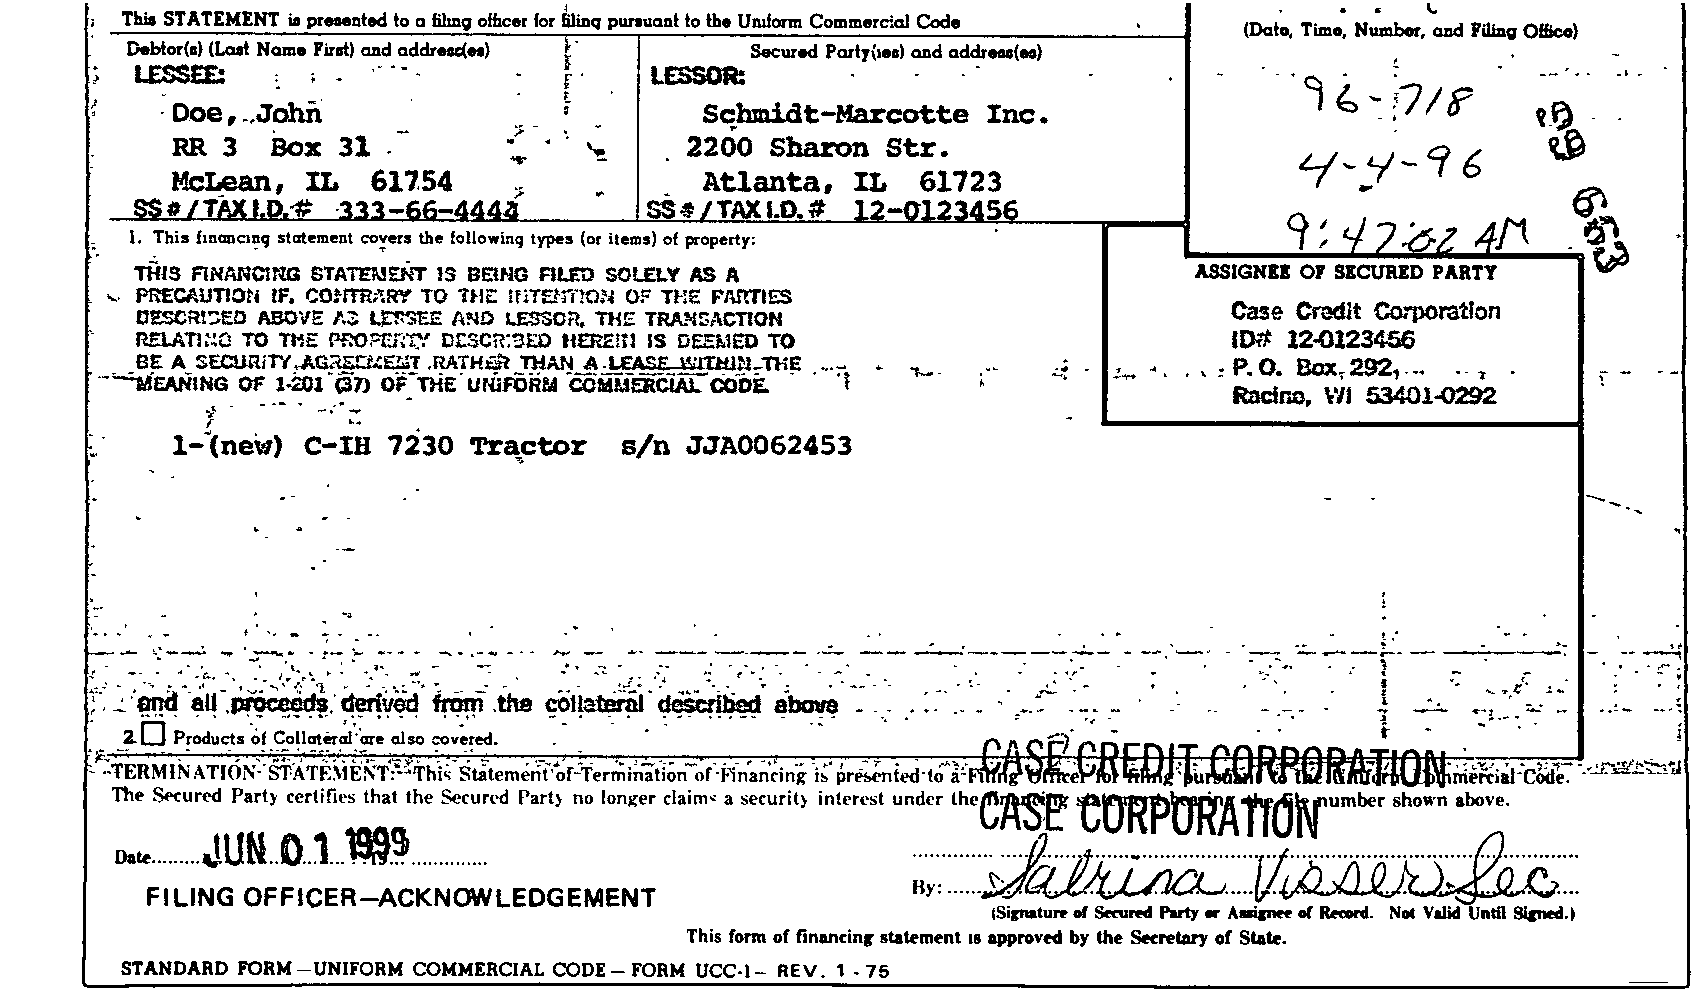 This STATEMENT is presented to a filing officer for filing pursuant to the Uniform Commercial Code
(Date, Time, Number, and Filing Office)
Debtor(s) (Last Name First) and address(es)
LESSEE:
Doe, John
RR 3 Box 31
McLean, IL 61754
SS#/TAX I.D.# 333-66-4444
Secured Party(ies) and address(es)
LESSOR:
Schmidt-Marcotte Inc.
2200 Sharon Str.
Atlanta, IL 61723
SS#/TAX I.D.# 12-0123456
96-718
4-4-96
9:47:02 AM
653
1. This financing statement covers the following types (or items) of property:
THIS FINANCING STATEMENT IS BEING FILED SOLELY AS A
PRECAUTION IF, CONTRARY TO THE INTENTION OF THE PARTIES
DESCRIBED ABOVE AS LESSEE AND LESSOR, THE TRANSACTION
RELATING TO THE PROPERTY DESCRIBED HEREIN IS DEEMED TO
BE A SECURITY AGREEMENT RATHER THAN A LEASE WITHIN THE
MEANING OF 1-201 (37) OF THE UNIFORM COMMERCIAL CODE.
ASSIGNEE OF SECURED PARTY
Case Credit Corporation
ID# 12-0123456
P.O. Box 292,
Racine, WI 53401-0292
1-(new) C-IH 7230 Tractor s/n JJA0062453
and all proceeds derived from the collateral described above
2 Products of Collateral are also covered.
CASE CREDIT CORPORATION
TERMINATION STATEMENT: This Statement of Termination of Financing is presented to a Filing Officer for filing pursuant to the Uniform Commercial Code.
The Secured Party certifies that the Secured Party no longer claims a security interest under the financing statement bearing the file number shown above.
CASE CORPORATION
Date JUN 01 1999
By: Sabrina Visser Sec
(Signature of Secured Party or Assignee of Record. Not Valid Until Signed.)
FILING OFFICER—ACKNOWLEDGEMENT
This form of financing statement is approved by the Secretary of State.
STANDARD FORM—UNIFORM COMMERCIAL CODE—FORM UCC-1—REV. 1-75